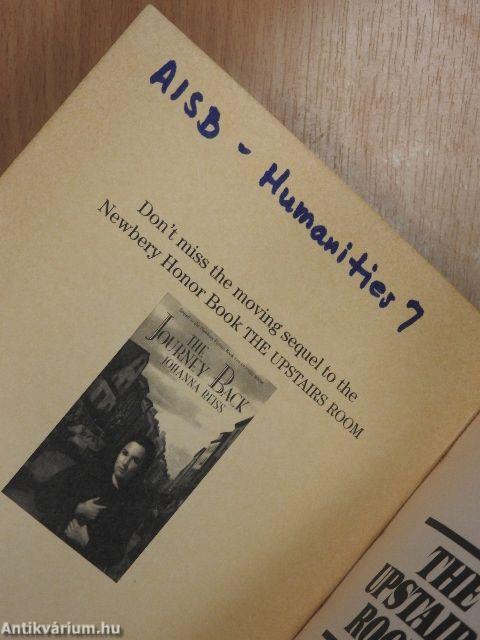 AISB - Humanities 7
Don't miss the moving sequel to the
Newbery Honor Book THE UPSTAIRS ROOM
THE
JOURNEY BACK
JOHANNA REISS
THE
UPSTAIRS
ROOM
Antikvárium.hu